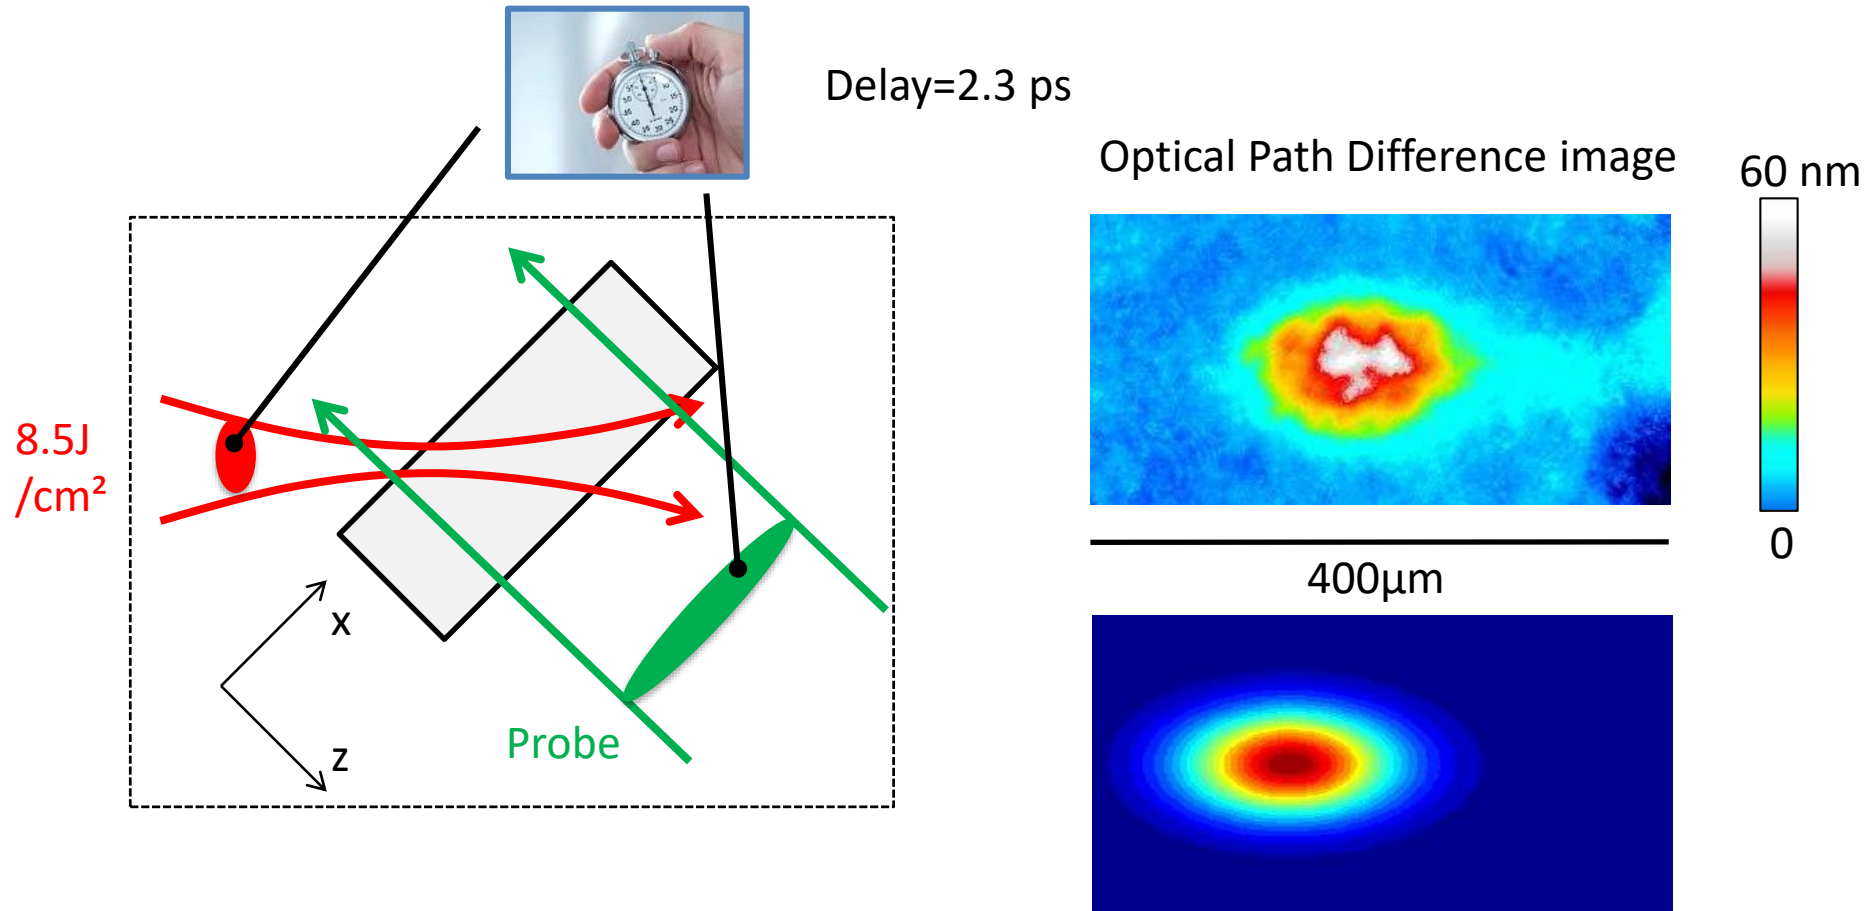 Delay=2.3 ps
Optical Path Difference image
60 nm
8.5J
/cm²
0
400µm
x
z
Probe